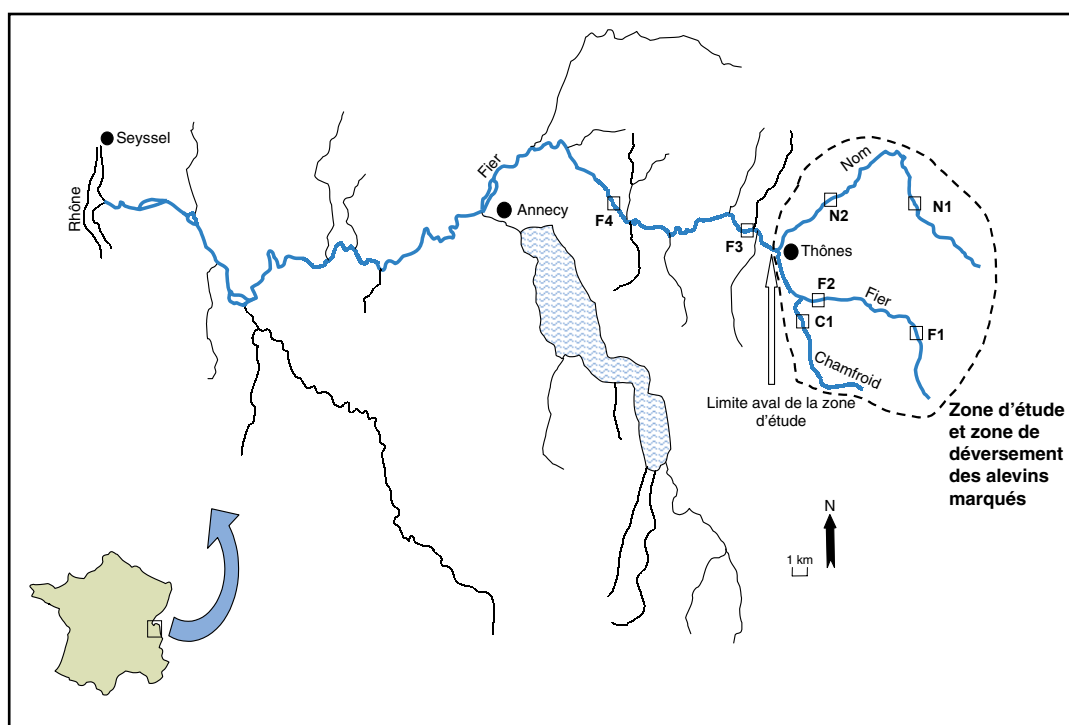 Seyssel
Rhône
Fier
Annecy
F4
F3
Nom
N2
N1
Thônes
F2
Fier
C1
F1
Chamfroid
Limite aval de la zone
d'étude
Zone d'étude
et zone de
déversement
des alevins
marqués
N
1 km